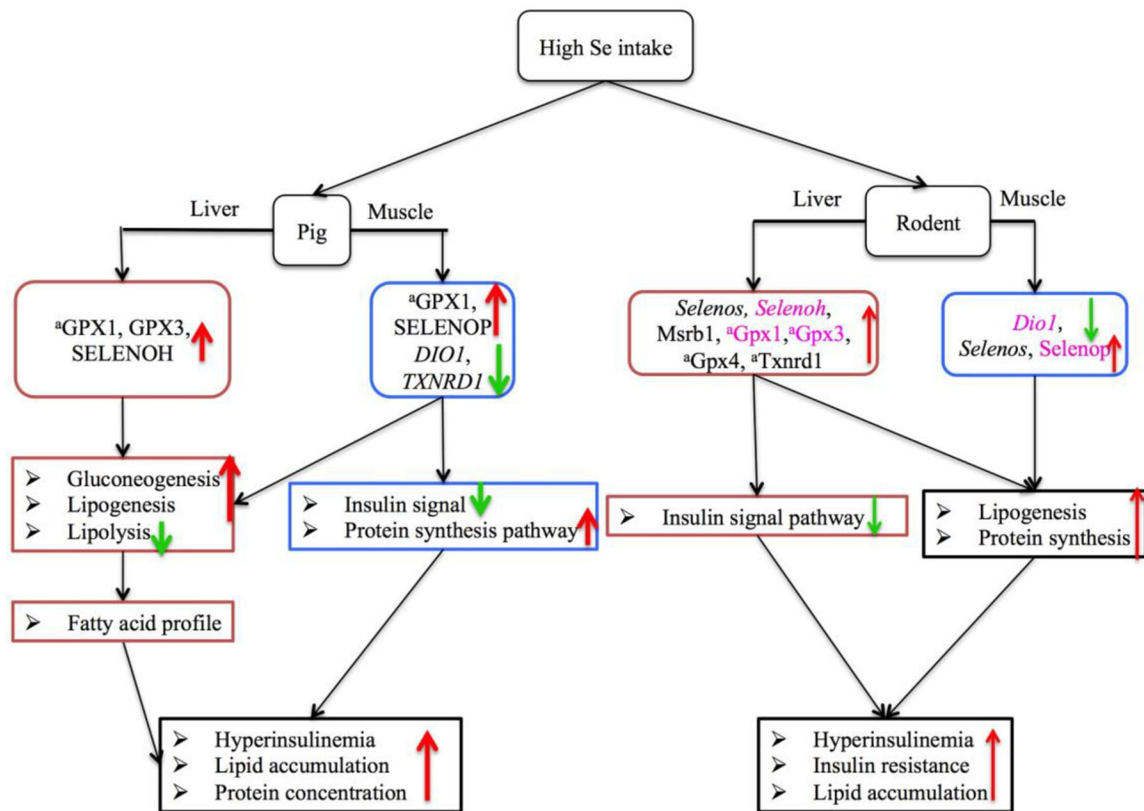 High Se intake
Liver
Pig
Muscle
Liver
Rodent
Muscle
ᵃGPX1, GPX3,
SELENOH
ᵃGPX1,
SELENOP
DIO1,
TXNRD1
Selenos, Selenoh,
Msrb1, ᵃGpx1,ᵃGpx3,
ᵃGpx4, ᵃTxnrd1
Dio1,
Selenos, Selenop
➢ Gluconeogenesis
➢ Lipogenesis
➢ Lipolysis
➢ Insulin signal
➢ Protein synthesis pathway
➢ Insulin signal pathway
➢ Lipogenesis
➢ Protein synthesis
➢ Fatty acid profile
➢ Hyperinsulinemia
➢ Lipid accumulation
➢ Protein concentration
➢ Hyperinsulinemia
➢ Insulin resistance
➢ Lipid accumulation